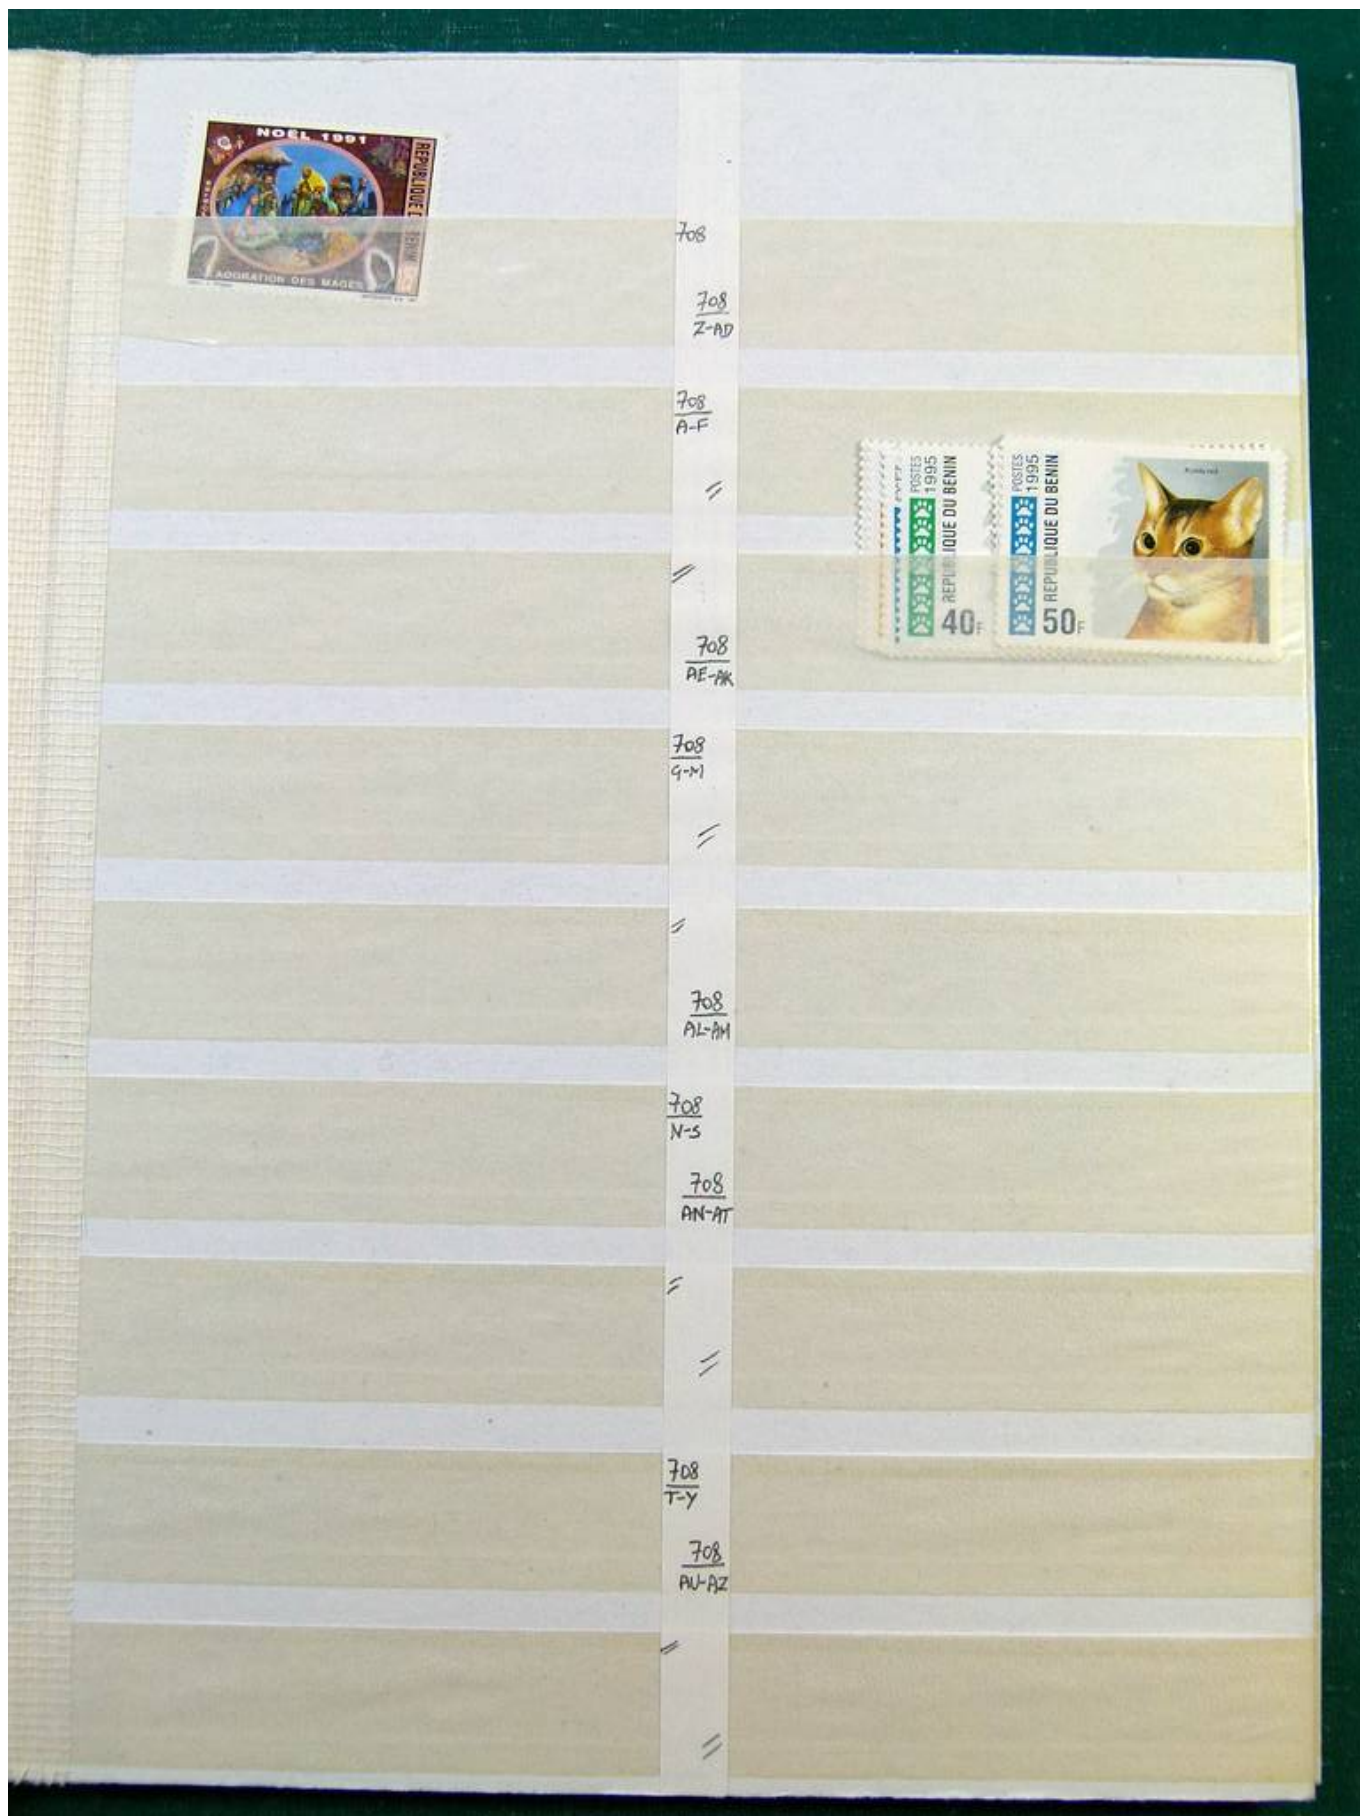 NOËL 1991
REPUBLIQUE DU BENIN
POSTES
ADORATION DES MAGES
708
708
Z-AD
708
A-F
〃
POSTES
1995
REPUBLIQUE DU BENIN
40F
POSTES
1995
REPUBLIQUE DU BENIN
50F
〃
708
AE-AK
708
G-M
〃
〃
708
AL-AM
708
N-S
708
AN-AT
〃
〃
708
T-Y
708
AU-AZ
〃
〃